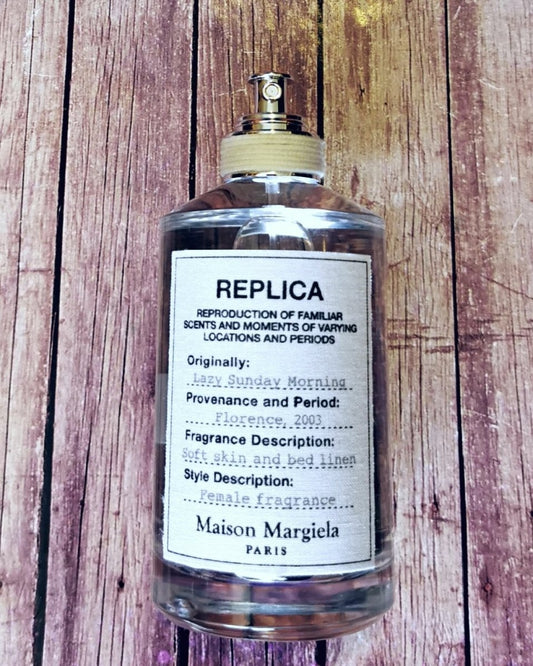 REPLICA
REPRODUCTION OF FAMILIAR
SCENTS AND MOMENTS OF VARYING
LOCATIONS AND PERIODS
Originally:
Lazy Sunday Morning
Provenance and Period:
Florence, 2003
Fragrance Description:
Soft skin and bed linen
Style Description:
Female fragrance
Maison Margiela
PARIS